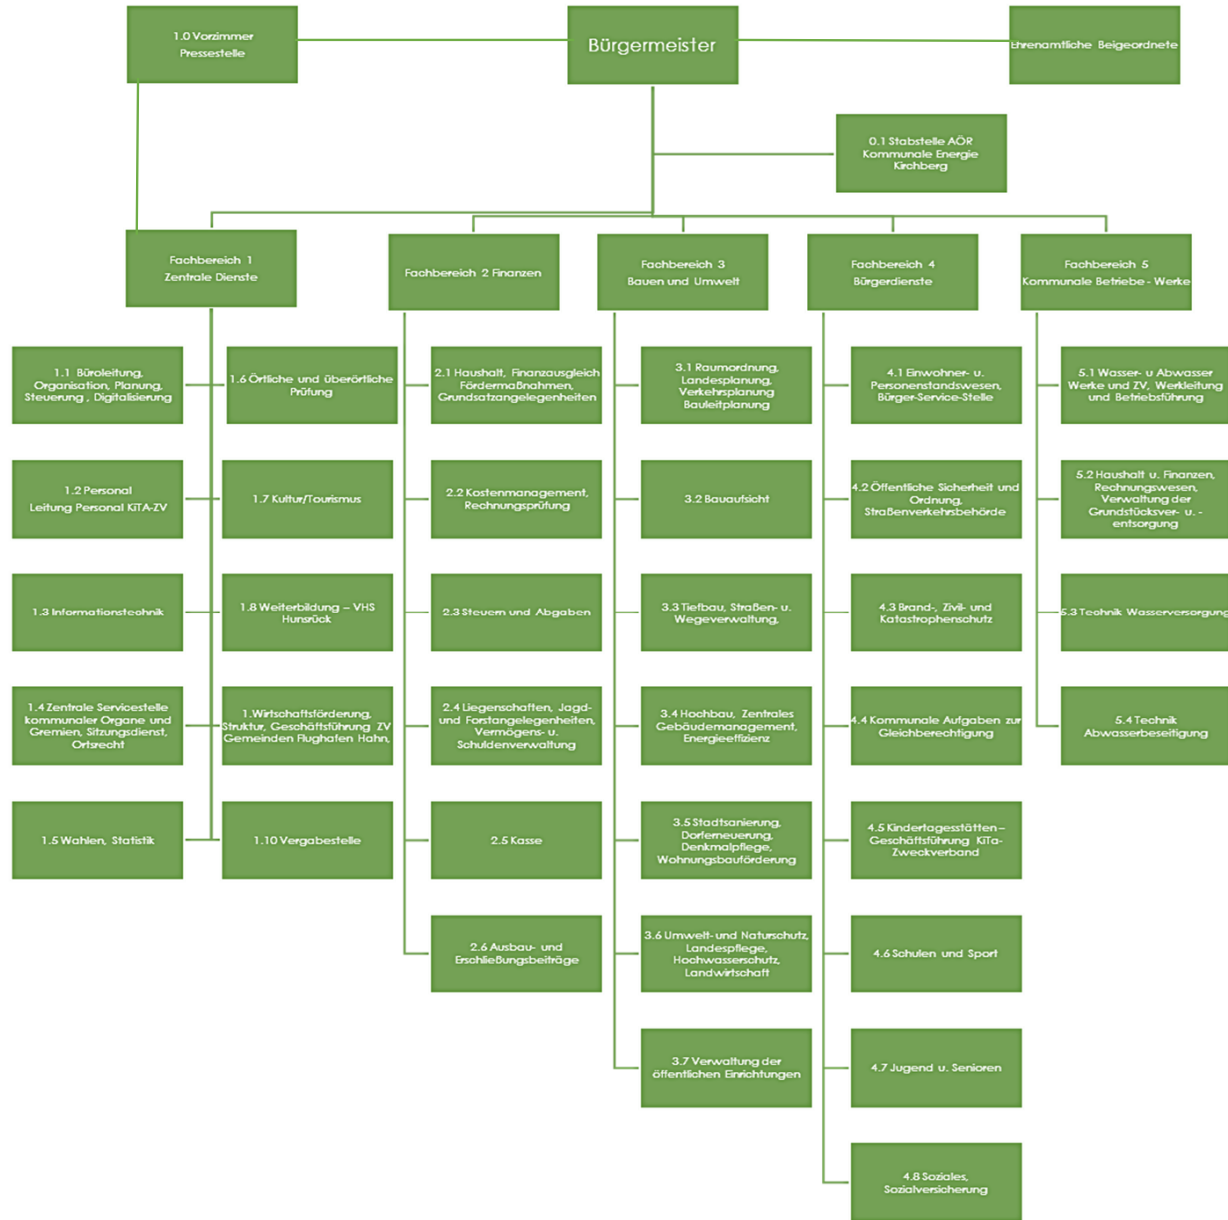 1.0 Vorzimmer
Pressestelle
Bürgermeister
Ehrenamtliche Beigeordnete
0.1 Stabstelle AÖR
Kommunale Energie
Kirchberg
Fachbereich 1
Zentrale Dienste
Fachbereich 2 Finanzen
Fachbereich 3
Bauen und Umwelt
Fachbereich 4
Bürgerdienste
Fachbereich 5
Kommunale Betriebe - Werke
1.1 Büroleitung,
Organisation, Planung,
Steuerung , Digitalisierung
1.2 Personal
Leitung Personal KiTA-ZV
1.3 Informationstechnik
1.4 Zentrale Servicestelle
kommunaler Organe und
Gremien, Sitzungsdienst,
Ortsrecht
1.5 Wahlen, Statistik
1.6 Örtliche und überörtliche
Prüfung
1.7 Kultur/Tourismus
1.8 Weiterbildung – VHS
Hunsrück
1.Wirtschaftsförderung,
Struktur, Geschäftsführung ZV
Gemeinden Flughafen Hahn,
1.10 Vergabestelle
2.1 Haushalt, Finanzausgleich
Fördermaßnahmen,
Grundsatzangelegenheiten
2.2 Kostenmanagement,
Rechnungsprüfung
2.3 Steuern und Abgaben
2.4 Liegenschaften, Jagd-
und Forstangelegenheiten,
Vermögens- u.
Schuldenverwaltung
2.5 Kasse
2.6 Ausbau- und
Erschließungsbeiträge
3.1 Raumordnung,
Landesplanung,
Verkehrsplanung
Bauleitplanung
3.2 Bauaufsicht
3.3 Tiefbau, Straßen- u.
Wegeverwaltung,
3.4 Hochbau, Zentrales
Gebäudemanagement,
Energieeffizienz
3.5 Stadtsanierung,
Dorferneuerung,
Denkmalpflege,
Wohnungsbauförderung
3.6 Umwelt- und Naturschutz,
Landespflege,
Hochwasserschutz,
Landwirtschaft
3.7 Verwaltung der
öffentlichen Einrichtungen
4.1 Einwohner- u.
Personenstandswesen,
Bürger-Service-Stelle
4.2 Öffentliche Sicherheit und
Ordnung,
Straßenverkehrsbehörde
4.3 Brand-, Zivil- und
Katastrophenschutz
4.4 Kommunale Aufgaben zur
Gleichberechtigung
4.5 Kindertagesstätten –
Geschäftsführung KiTa-
Zweckverband
4.6 Schulen und Sport
4.7 Jugend u. Senioren
4.8 Soziales,
Sozialversicherung
5.1 Wasser- u Abwasser
Werke und ZV, Werkleitung
und Betriebsführung
5.2 Haushalt u. Finanzen,
Rechnungswesen,
Verwaltung der
Grundstücksver- u. -
entsorgung
5.3 Technik Wasserversorgung
5.4 Technik
Abwasserbeseitigung